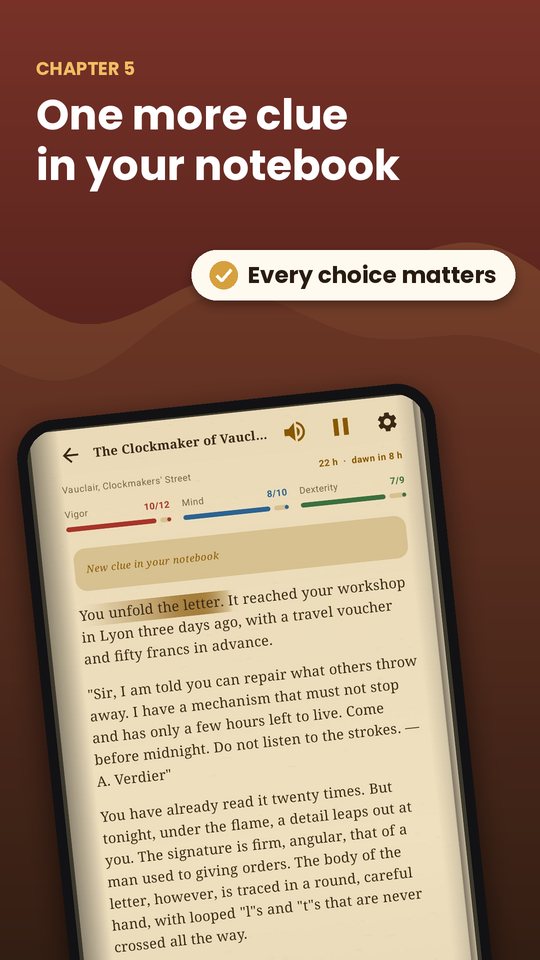 CHAPTER 5
One more clue
in your notebook
Every choice matters
The Clockmaker of Vaucl...
22 h · dawn in 8 h
Vauclair, Clockmakers' Street
Vigor 10/12 Mind 8/10 Dexterity 7/9
New clue in your notebook
You unfold the letter. It reached your workshop
in Lyon three days ago, with a travel voucher
and fifty francs in advance.
"Sir, I am told you can repair what others throw
away. I have a mechanism that must not stop
and has only a few hours left to live. Come
before midnight. Do not listen to the strokes. —
A. Verdier"
You have already read it twenty times. But
tonight, under the flame, a detail leaps out at
you. The signature is firm, angular, that of a
man used to giving orders. The body of the
letter, however, is traced in a round, careful
hand, with looped "l"s and "t"s that are never
crossed all the way.